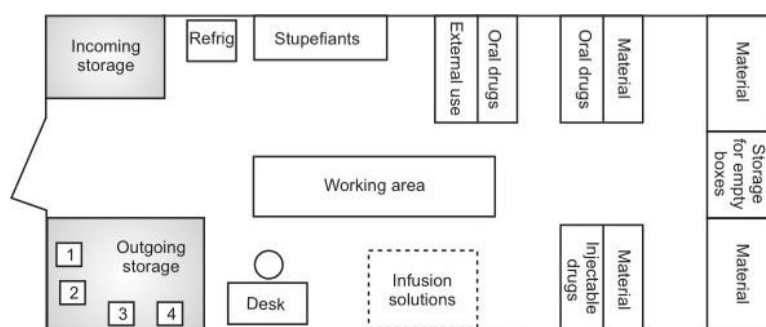 Incoming
storage
Refrig
Stupefiants
External use
Oral drugs
Oral drugs
Material
Material
Storage
for empty
boxes
Working area
1
2
3
4
Outgoing
storage
Desk
Infusion
solutions
Injectable
drugs
Material
Material